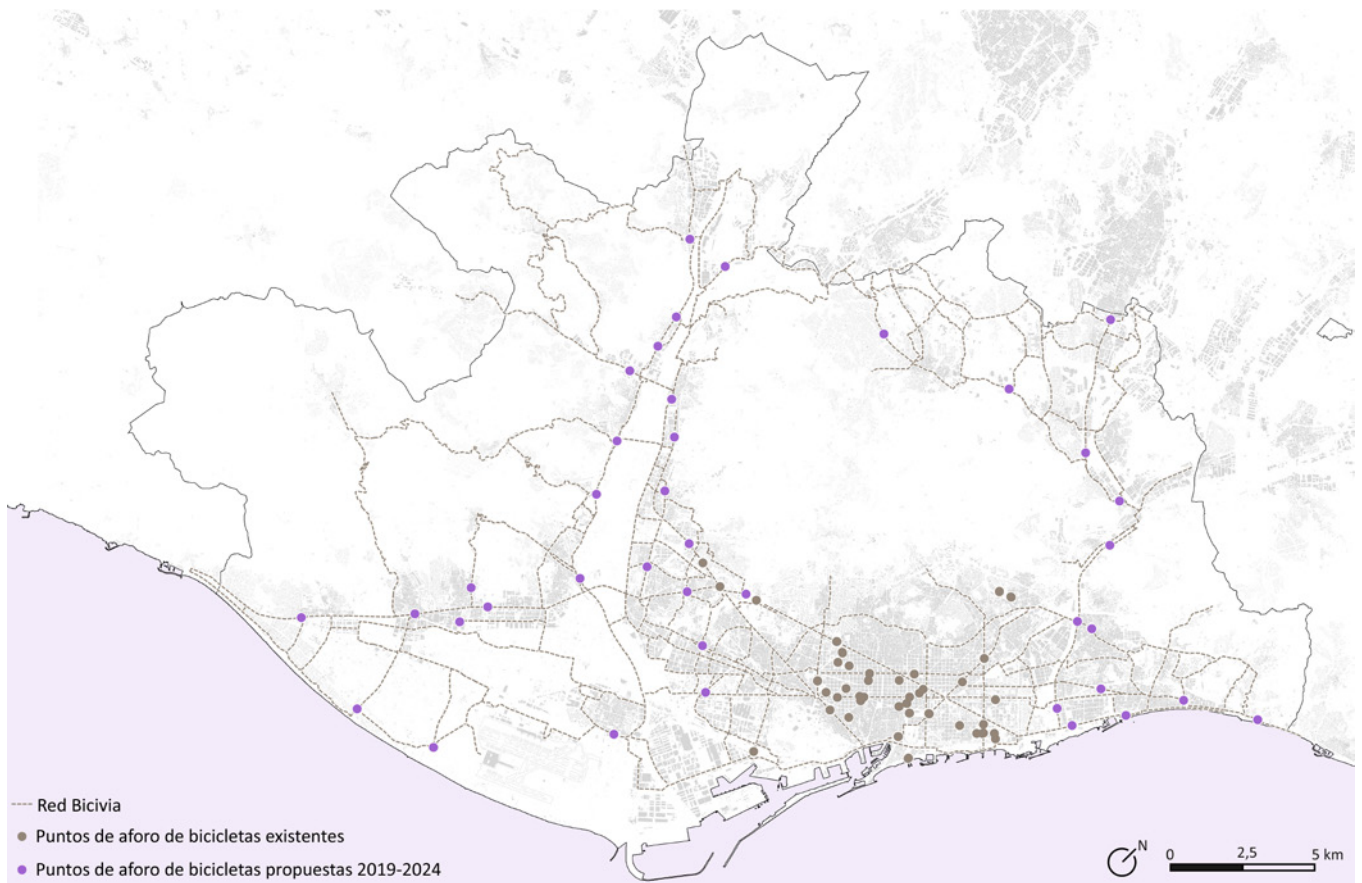 Red Bicivia
Puntos de aforo de bicicletas existentes
Puntos de aforo de bicicletas propuestas 2019-2024
N
0 2,5 5 km